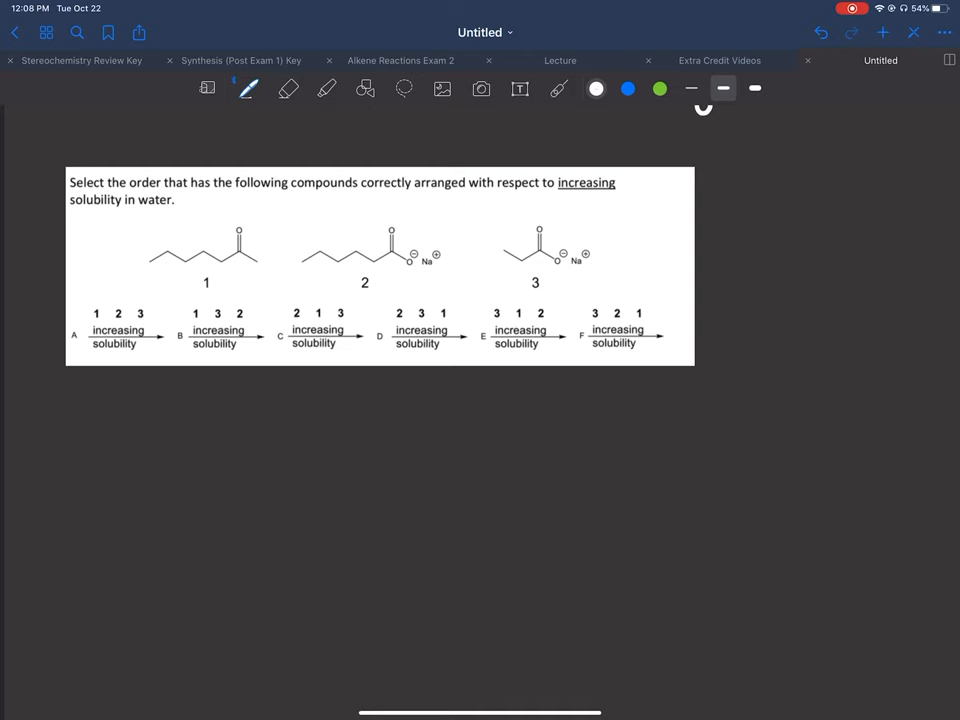 12:08 PM Tue Oct 22
54%
Untitled
Stereochemistry Review Key
Synthesis (Post Exam 1) Key
Alkene Reactions Exam 2
Lecture
Extra Credit Videos
Untitled
Select the order that has the following compounds correctly arranged with respect to increasing
solubility in water.
O
O
O
O Na
O Na
1
2
3
1 2 3
1 3 2
2 1 3
2 3 1
3 1 2
3 2 1
A increasing solubility
B increasing solubility
C increasing solubility
D increasing solubility
E increasing solubility
F increasing solubility